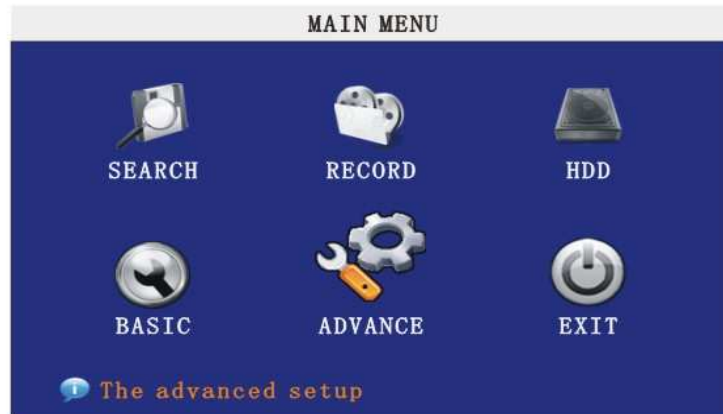 MAIN MENU
SEARCH RECORD HDD
BASIC ADVANCE EXIT
The advanced setup